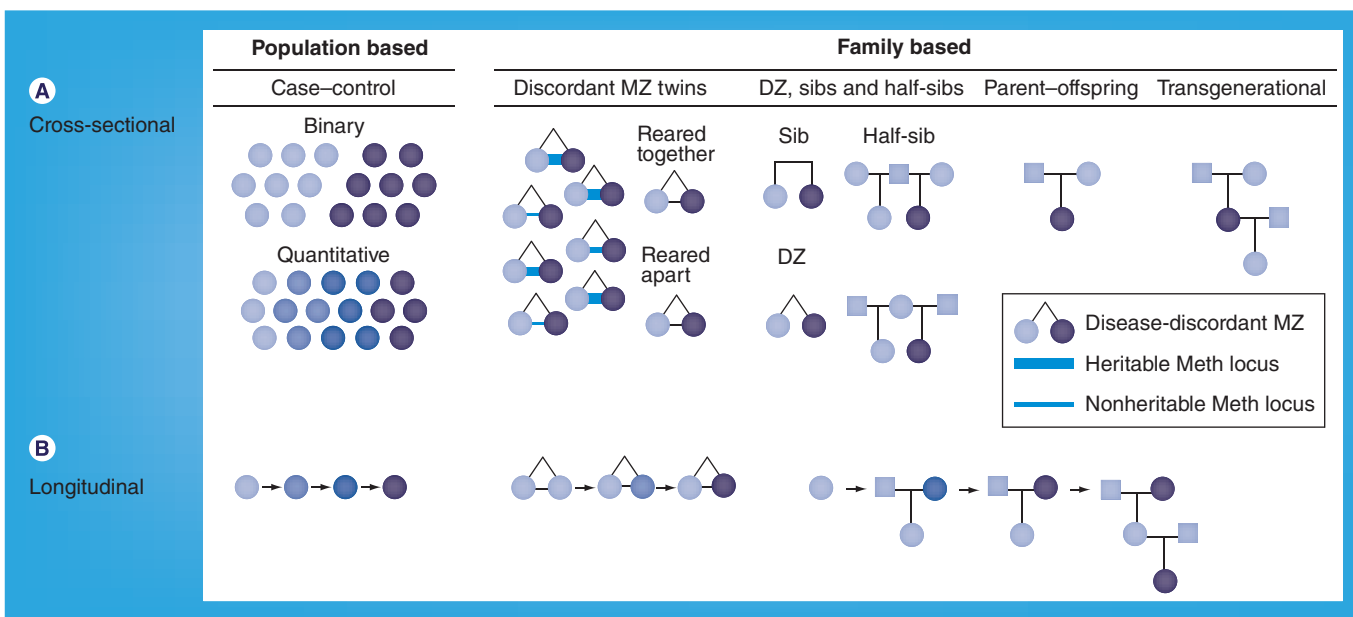 Population based
Family based
A
Case–control
Discordant MZ twins
DZ, sibs and half-sibs
Parent–offspring
Transgenerational
Cross-sectional
Binary
Reared
together
Sib
Half-sib
Quantitative
Reared
apart
DZ
Disease-discordant MZ
Heritable Meth locus
Nonheritable Meth locus
B
Longitudinal